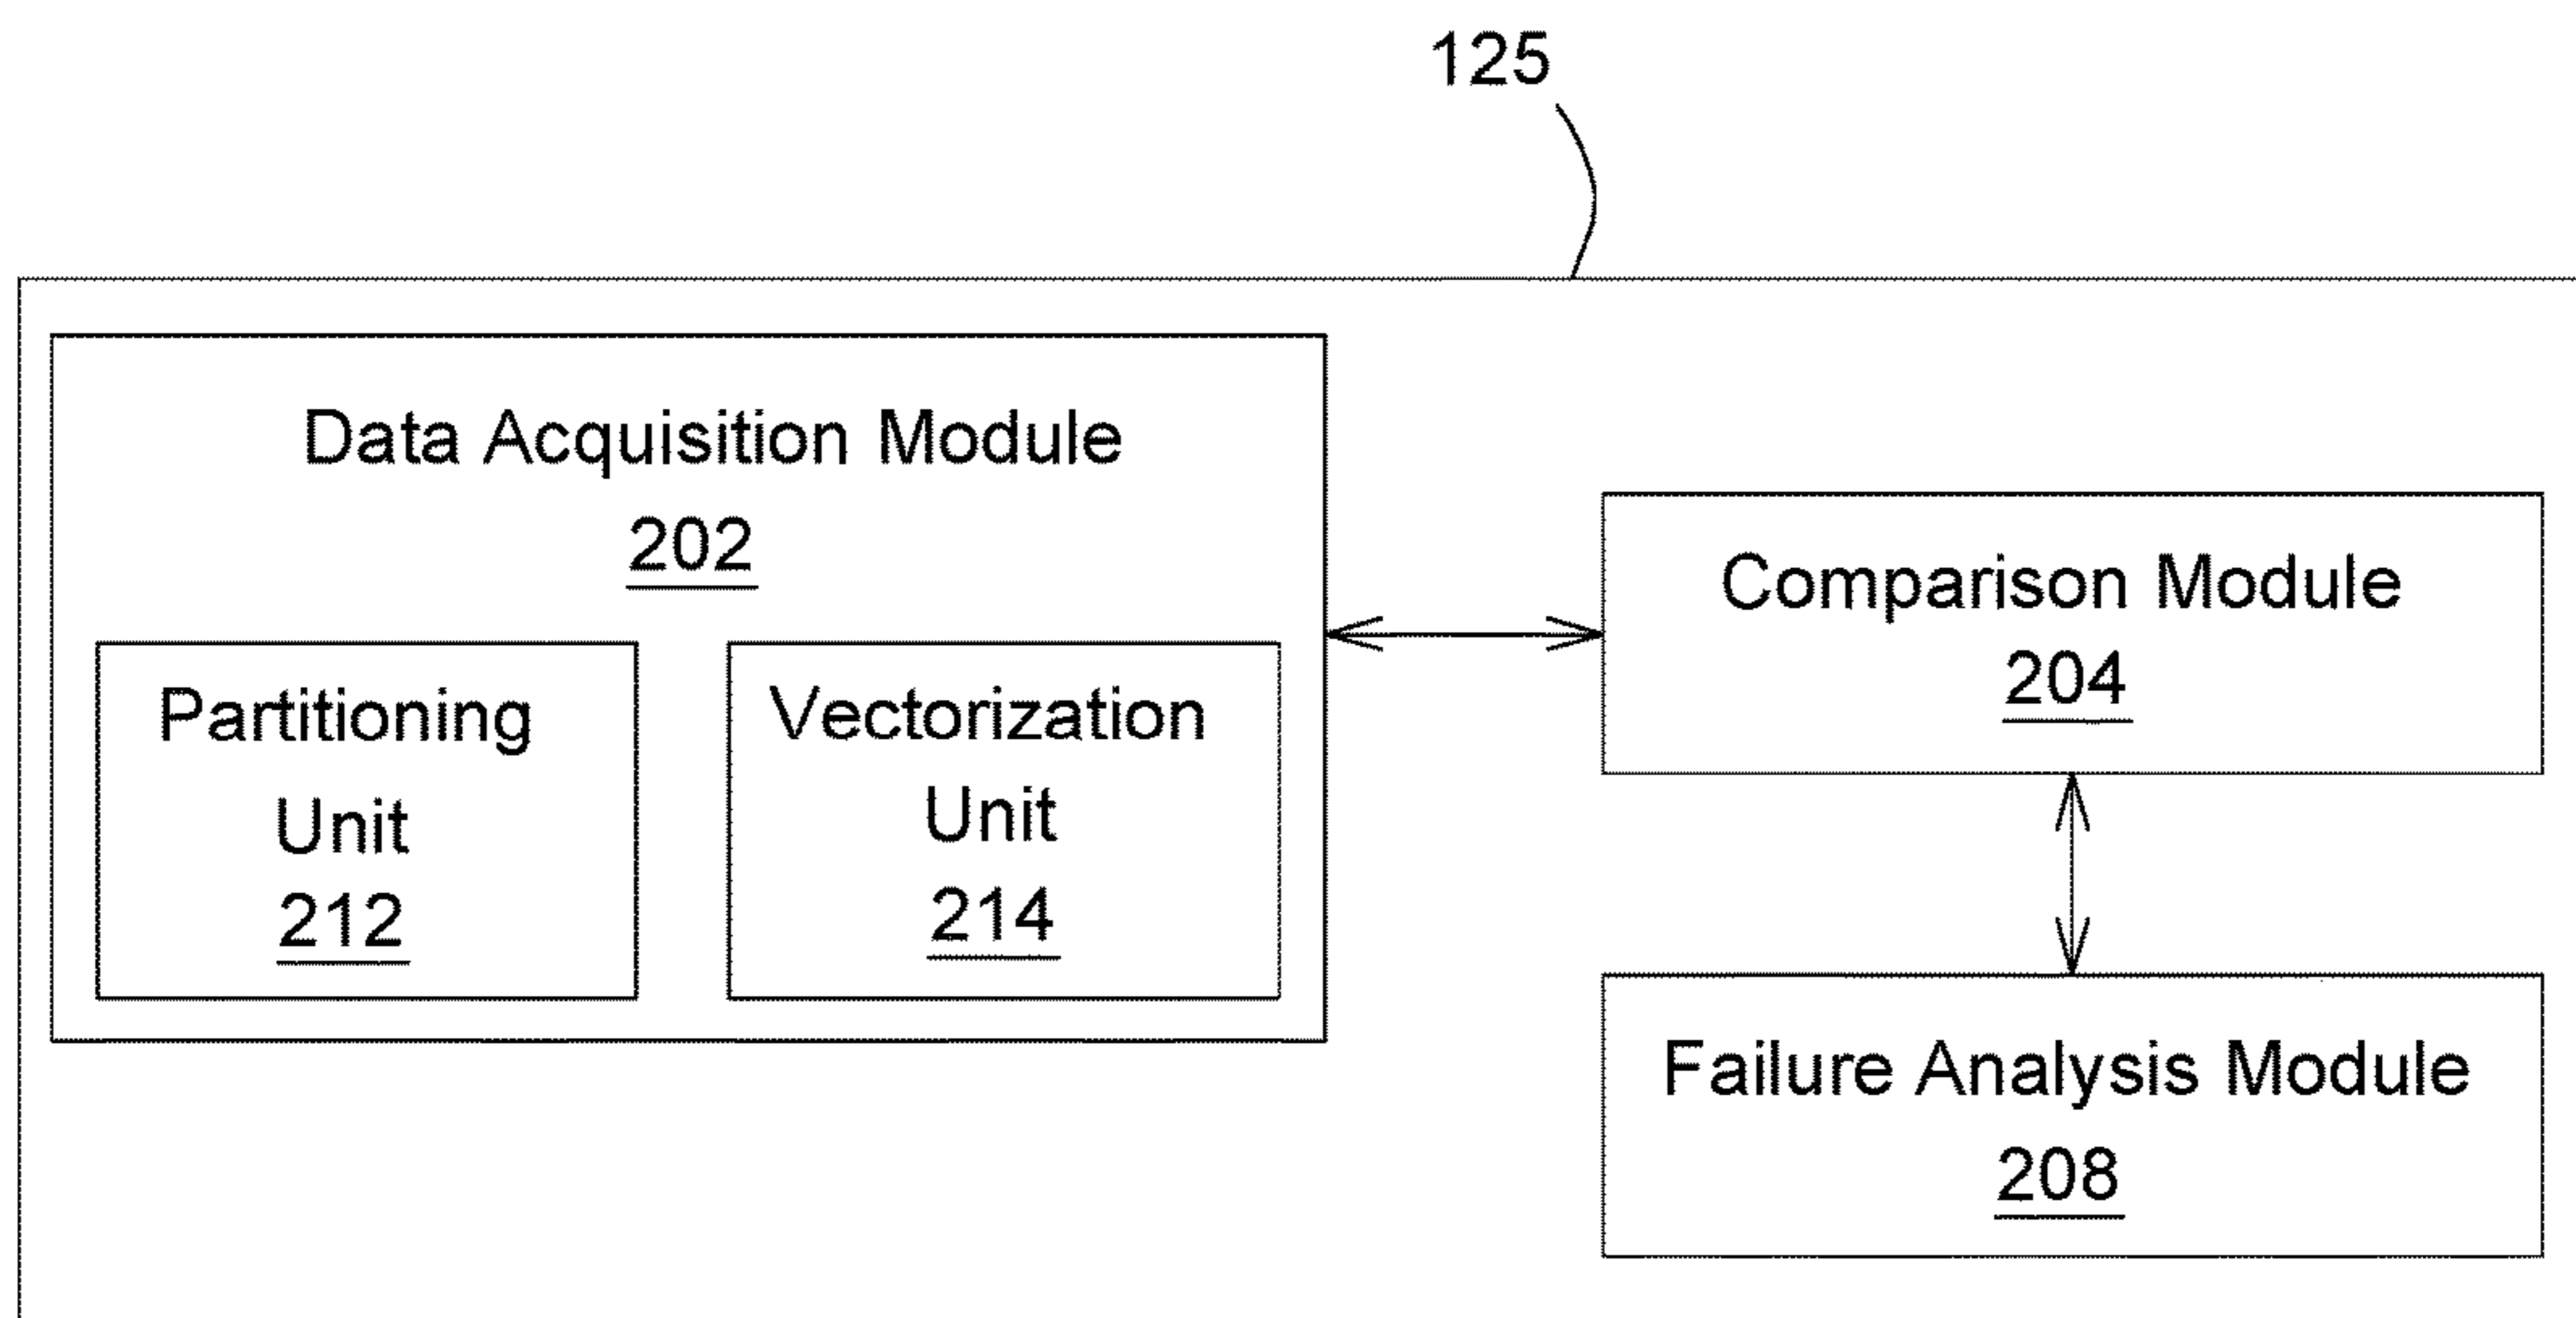 125
Data Acquisition Module
202
Partitioning
Unit
212
Vectorization
Unit
214
Comparison Module
204
Failure Analysis Module
208